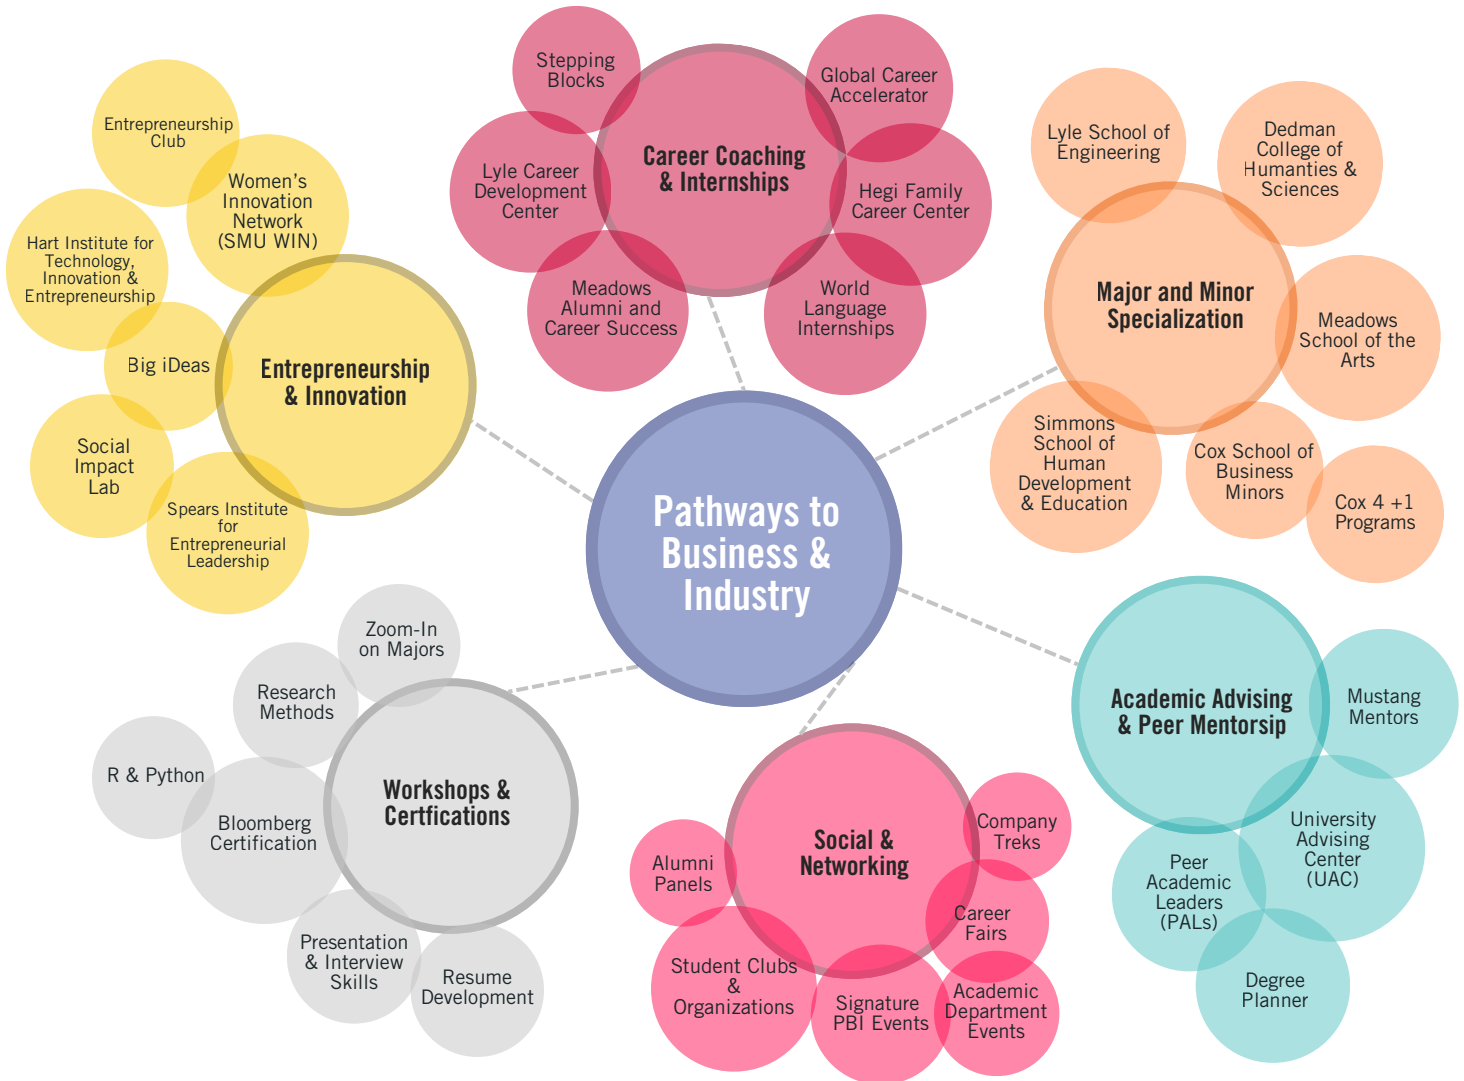 Pathways to
Business &
Industry
Career Coaching
& Internships
Stepping
Blocks
Global Career
Accelerator
Lyle Career
Development
Center
Hegi Family
Career Center
Meadows
Alumni and
Career Success
World
Language
Internships
Major and Minor
Specialization
Lyle School of
Engineering
Dedman
College of
Humanties &
Sciences
Meadows
School of the
Arts
Simmons
School of
Human
Development
& Education
Cox School of
Business
Minors
Cox 4 +1
Programs
Academic Advising
& Peer Mentorsip
Mustang
Mentors
University
Advising
Center
(UAC)
Peer
Academic
Leaders
(PALs)
Degree
Planner
Social &
Networking
Company
Treks
Career
Fairs
Alumni
Panels
Student Clubs
&
Organizations
Signature
PBI Events
Academic
Department
Events
Workshops &
Certfications
Zoom-In
on Majors
Research
Methods
R & Python
Bloomberg
Certification
Presentation
& Interview
Skills
Resume
Development
Entrepreneurship
& Innovation
Entrepreneurship
Club
Women’s
Innovation
Network
(SMU WIN)
Hart Institute for
Technology,
Innovation &
Entrepreneurship
Big iDeas
Social
Impact
Lab
Spears Institute
for
Entrepreneurial
Leadership